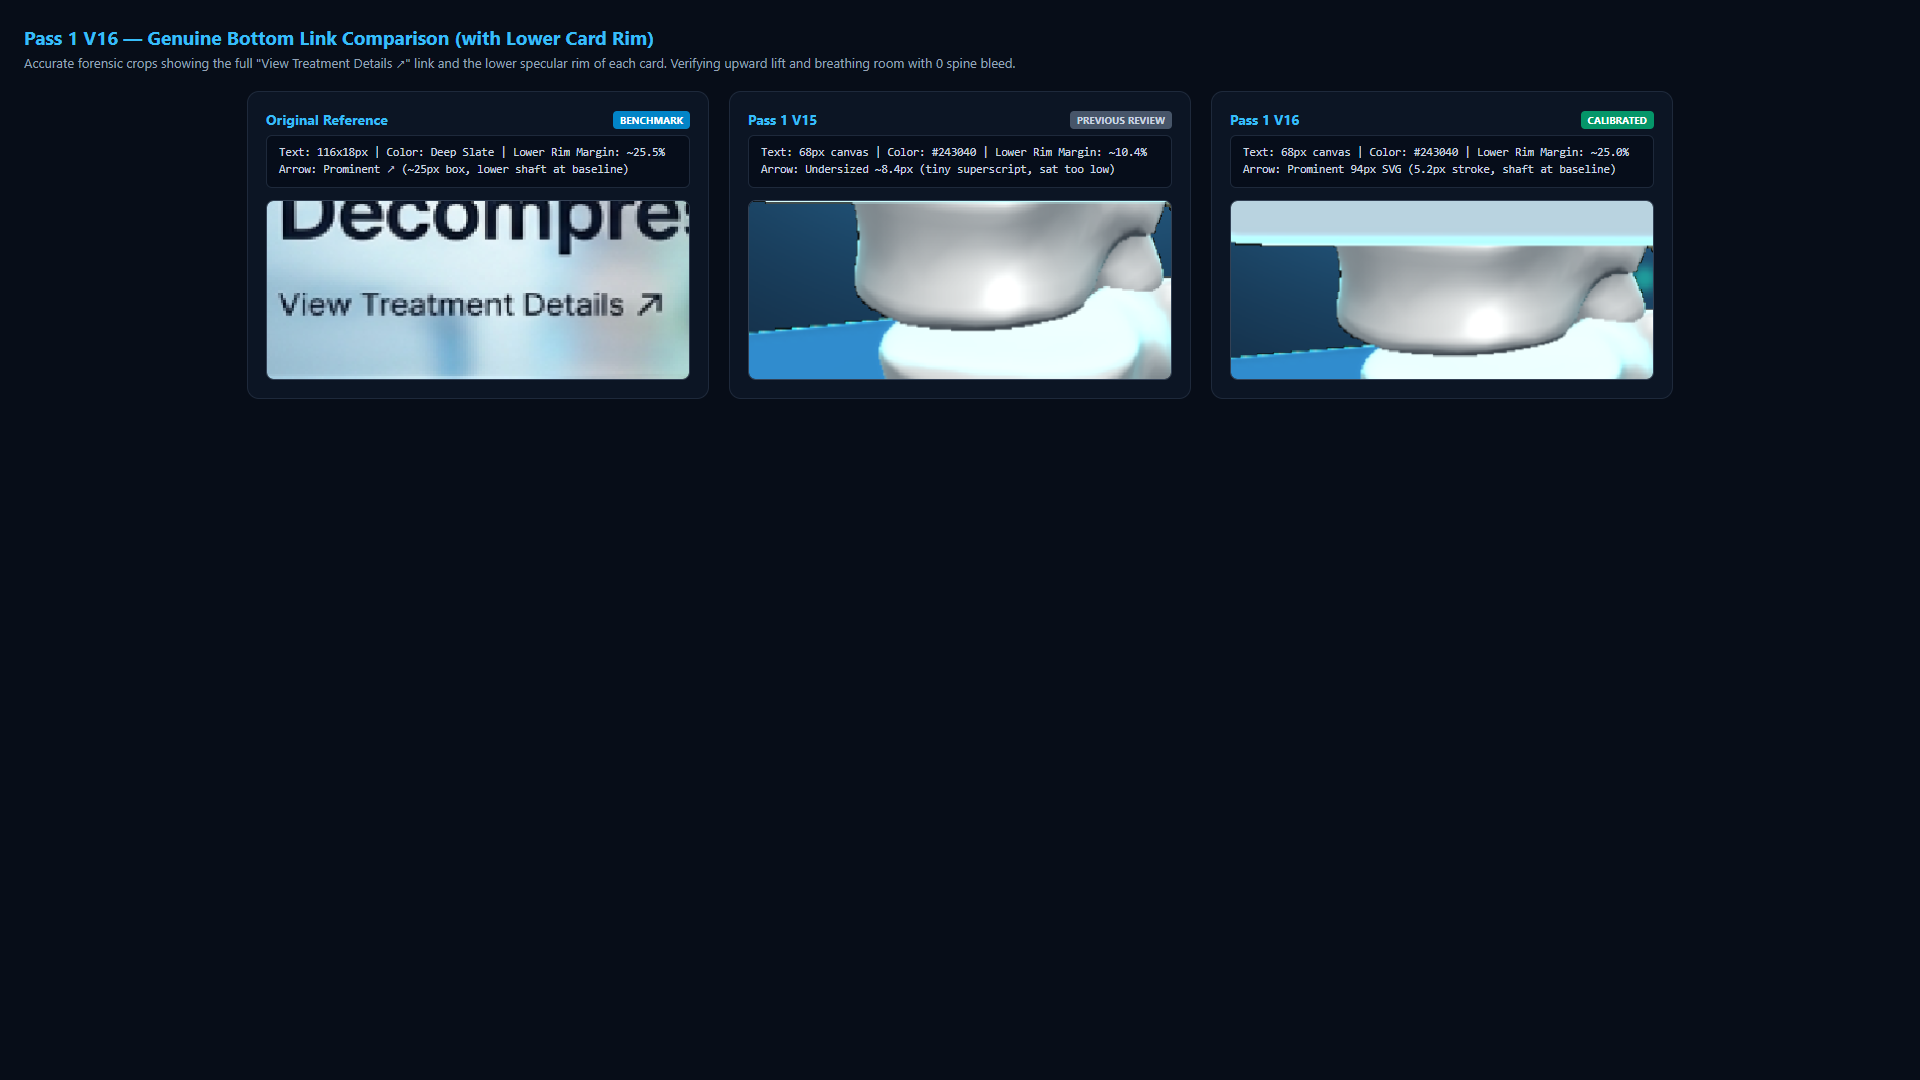 Pass 1 V16 — Genuine Bottom Link Comparison (with Lower Card Rim)
Accurate forensic crops showing the full "View Treatment Details ↗" link and the lower specular rim of each card. Verifying upward lift and breathing room with 0 spine bleed.
Original Reference
BENCHMARK
Text: 116x18px | Color: Deep Slate | Lower Rim Margin: ~25.5%
Arrow: Prominent ↗ (~25px box, lower shaft at baseline)
Decompres
View Treatment Details ↗
Pass 1 V15
PREVIOUS REVIEW
Text: 68px canvas | Color: #243040 | Lower Rim Margin: ~10.4%
Arrow: Undersized ~8.4px (tiny superscript, sat too low)
Pass 1 V16
CALIBRATED
Text: 68px canvas | Color: #243040 | Lower Rim Margin: ~25.0%
Arrow: Prominent 94px SVG (5.2px stroke, shaft at baseline)